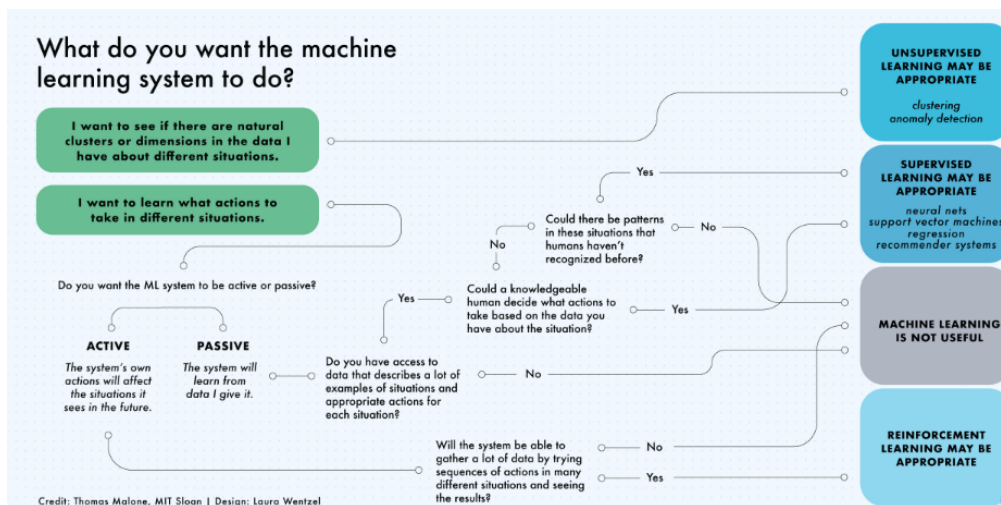 What do you want the machine
learning system to do?
I want to see if there are natural
clusters or dimensions in the data I
have about different situations.
I want to learn what actions to
take in different situations.
Do you want the ML system to be active or passive?
ACTIVE
The system's own
actions will affect
the situations it
sees in the future.
PASSIVE
The system will
learn from
data I give it.
Do you have access to
data that describes a lot of
examples of situations and
appropriate actions for
each situation?
Yes
No
Could a knowledgeable
human decide what actions to
take based on the data you
have about the situation?
No
Yes
Could there be patterns
in these situations that
humans haven't
recognized before?
Yes
No
Will the system be able to
gather a lot of data by trying
sequences of actions in many
different situations and seeing
the results?
No
Yes
UNSUPERVISED
LEARNING MAY BE
APPROPRIATE
clustering
anomaly detection
SUPERVISED
LEARNING MAY BE
APPROPRIATE
neural nets
support vector machines
regression
recommender systems
MACHINE LEARNING
IS NOT USEFUL
REINFORCEMENT
LEARNING MAY BE
APPROPRIATE
Credit: Thomas Malone, MIT Sloan | Design: Laura Wentzel